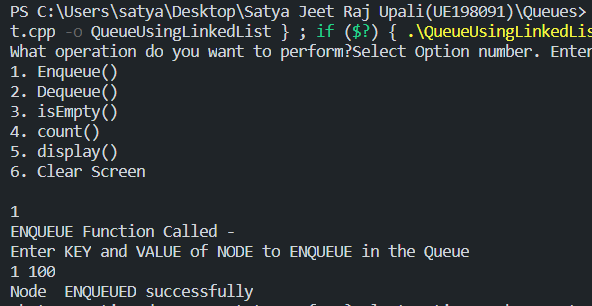 PS C:\Users\satya\Desktop\Satya Jeet Raj Upali(UE198091)\Queues>
t.cpp -o QueueUsingLinkedList } ; if ($?) { .\QueueUsingLinkedLis
What operation do you want to perform?Select Option number. Enter
1. Enqueue()
2. Dequeue()
3. isEmpty()
4. count()
5. display()
6. Clear Screen
1
ENQUEUE Function Called -
Enter KEY and VALUE of NODE to ENQUEUE in the Queue
1 100
Node  ENQUEUED successfully